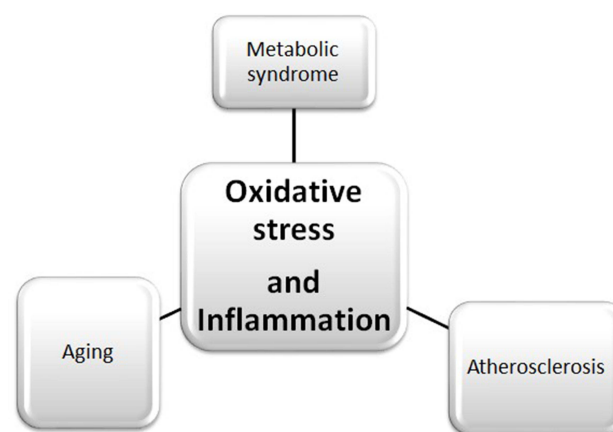 Metabolic
syndrome
Oxidative
stress
and
Inflammation
Aging
Atherosclerosis